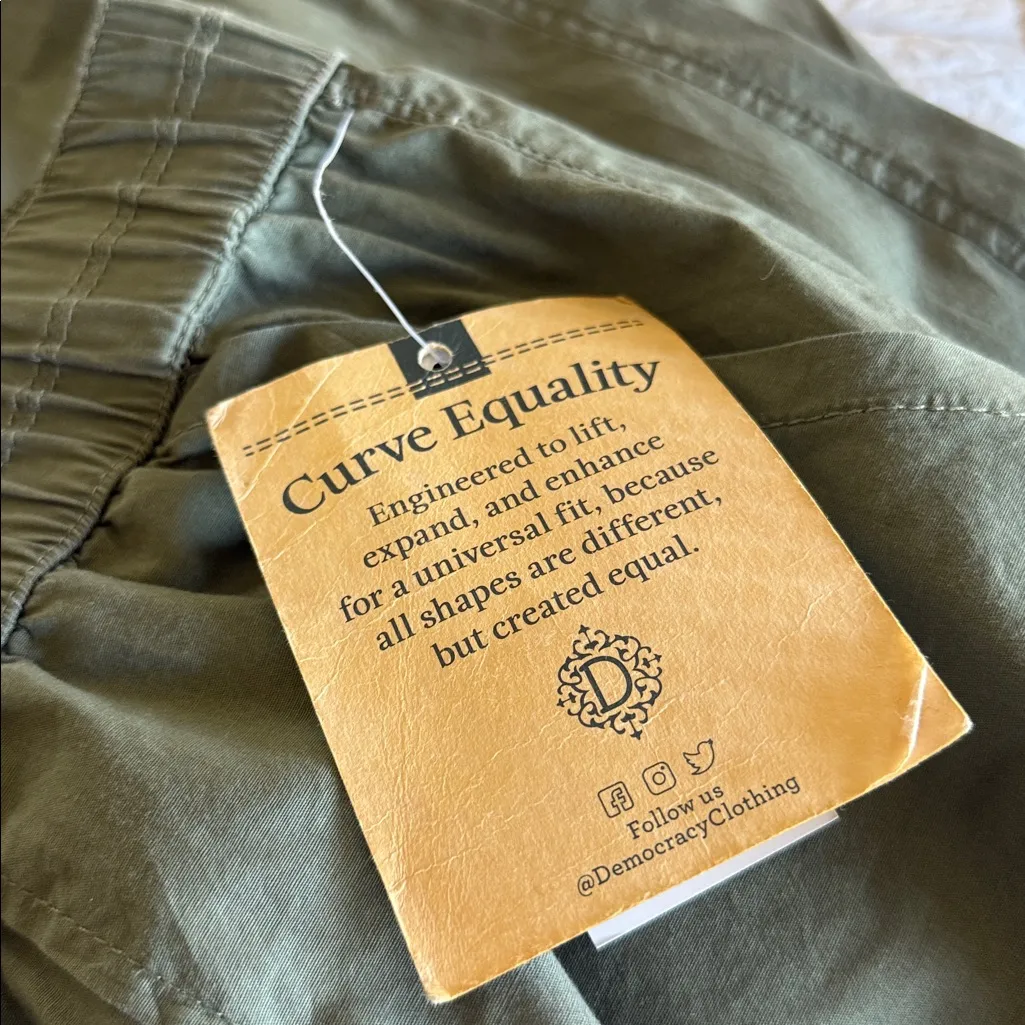 Curve Equality
Engineered to lift,
expand, and enhance
for a universal fit, because
all shapes are different,
but created equal.
D
Follow us
@DemocracyClothing